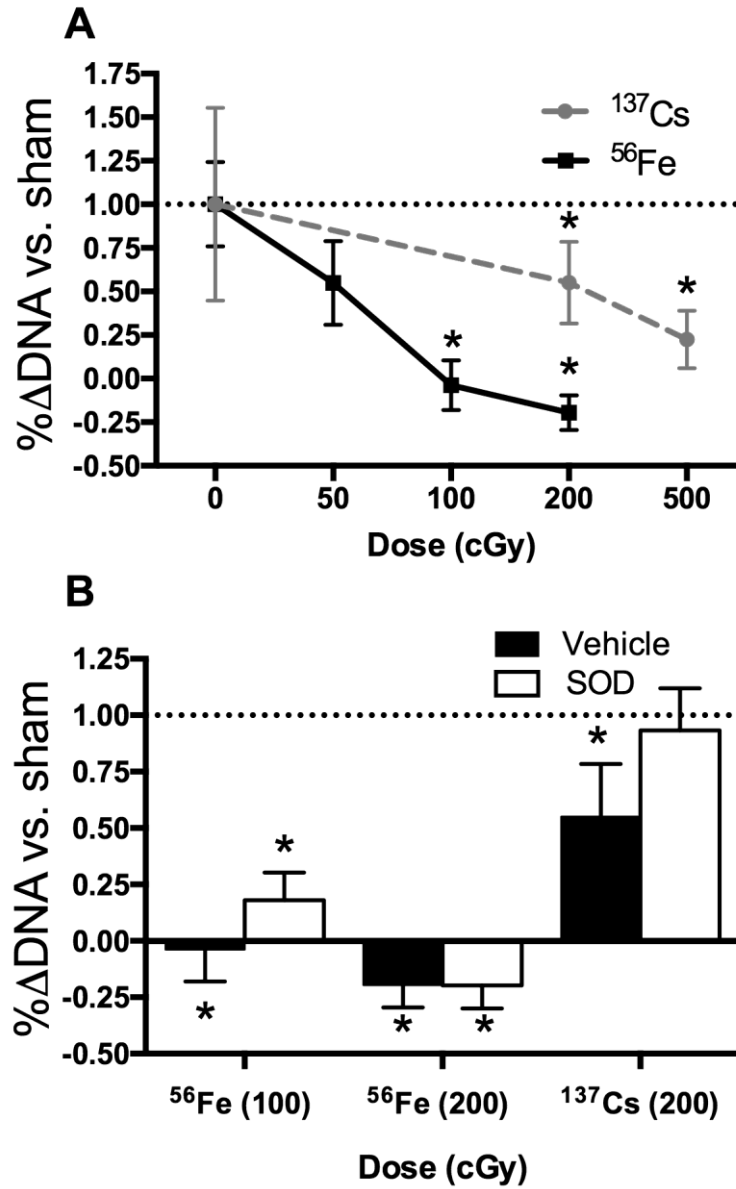 A
%ΔDNA vs. sham
1.75
1.50
1.25
1.00
0.75
0.50
0.25
0.00
-0.25
-0.50
¹³⁷Cs
⁵⁶Fe
*
*
*
*
0 50 100 200 500
Dose (cGy)
B
%ΔDNA vs. sham
1.25
1.00
0.75
0.50
0.25
0.00
-0.25
-0.50
Vehicle
SOD
*
*
*
*
*
⁵⁶Fe (100) ⁵⁶Fe (200) ¹³⁷Cs (200)
Dose (cGy)